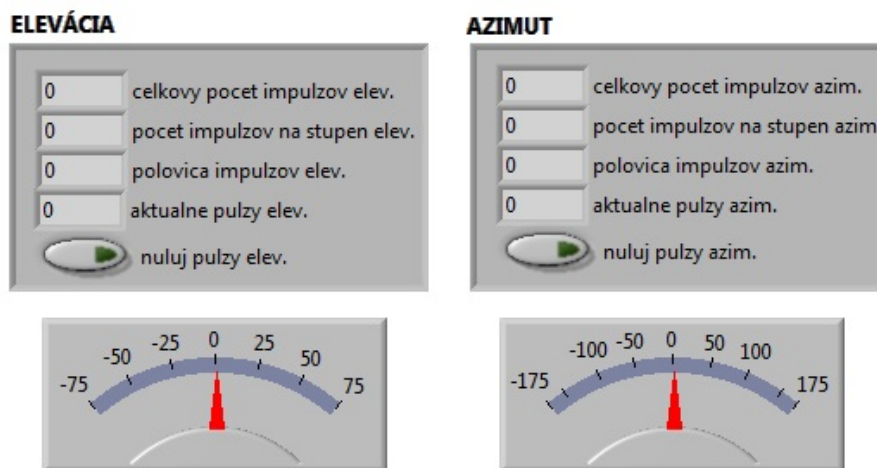 ELEVÁCIA
0 celkovy pocet impulzov elev.
0 pocet impulzov na stupen elev.
0 polovica impulzov elev.
0 aktualne pulzy elev.
nuluj pulzy elev.
-75 -50 -25 0 25 50 75
AZIMUT
0 celkovy pocet impulzov azim.
0 pocet impulzov na stupen azim
0 polovica impulzov azim.
0 aktualne pulzy azim.
nuluj pulzy azim.
-175 -100 -50 0 50 100 175